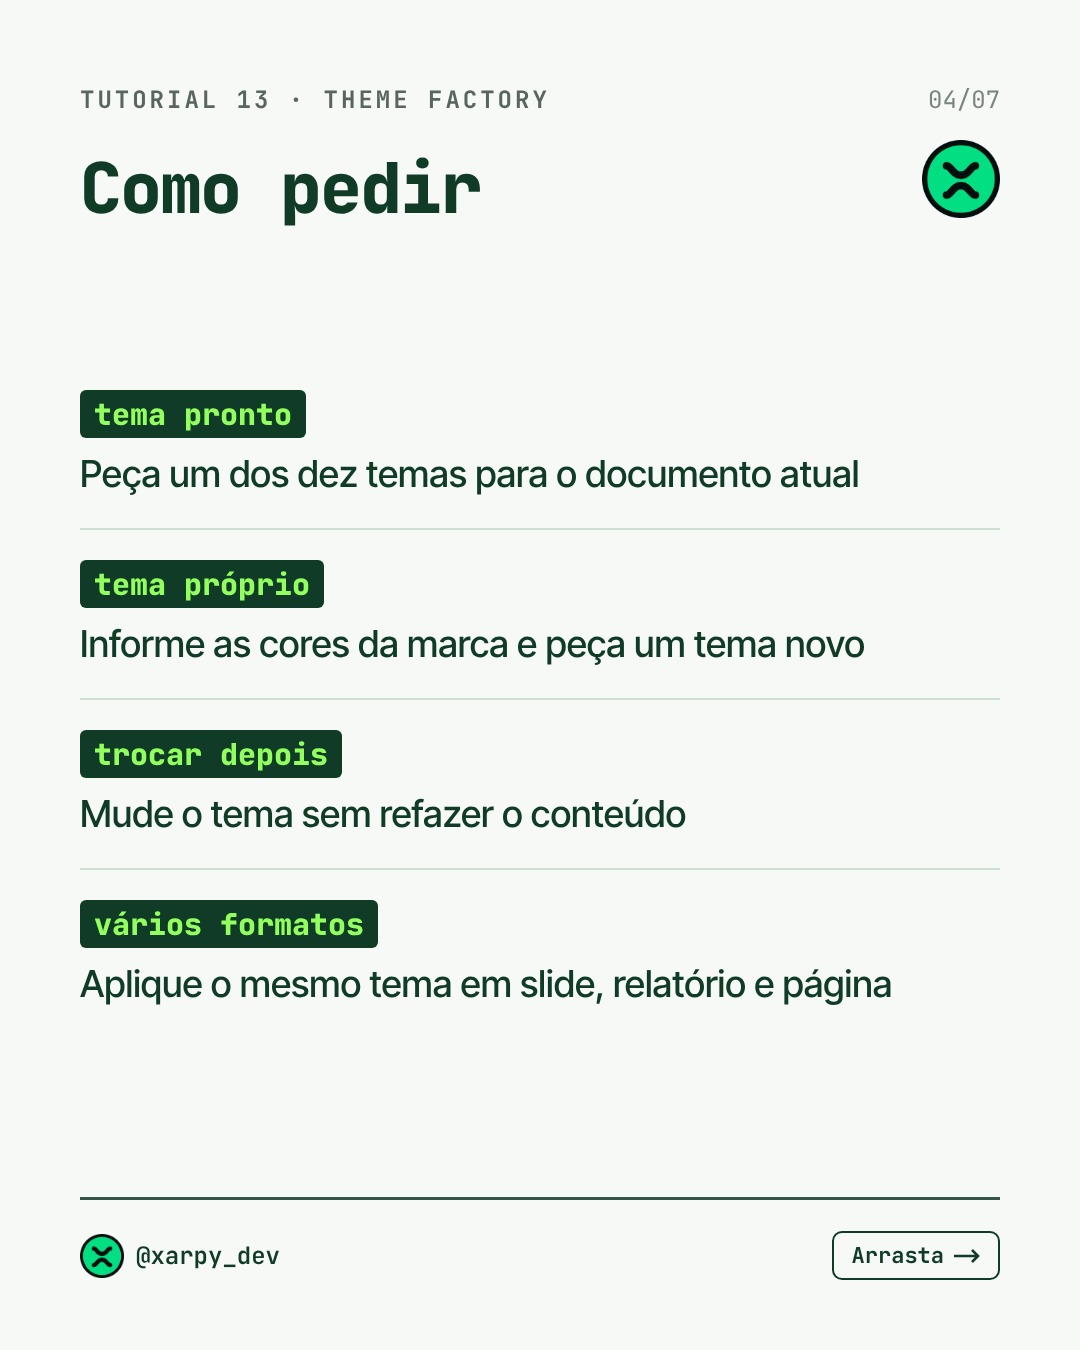 TUTORIAL 13 · THEME FACTORY
04/07
Como pedir
tema pronto
Peça um dos dez temas para o documento atual
tema próprio
Informe as cores da marca e peça um tema novo
trocar depois
Mude o tema sem refazer o conteúdo
vários formatos
Aplique o mesmo tema em slide, relatório e página
@xarpy_dev
Arrasta →